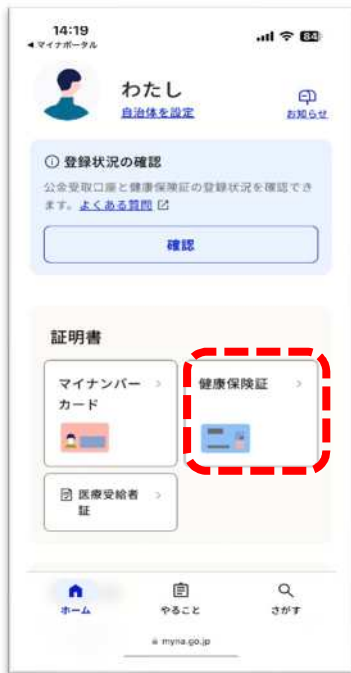 14:19
84
◀マイナポータル
わたし
自治体を設定
お知らせ
登録状況の確認
公金受取口座と健康保険証の登録状況を確認でき
ます。よくある質問
確認
証明書
マイナンバー
カード
健康保険証
医療受給者
証
ホーム
やること
さがす
myna.go.jp